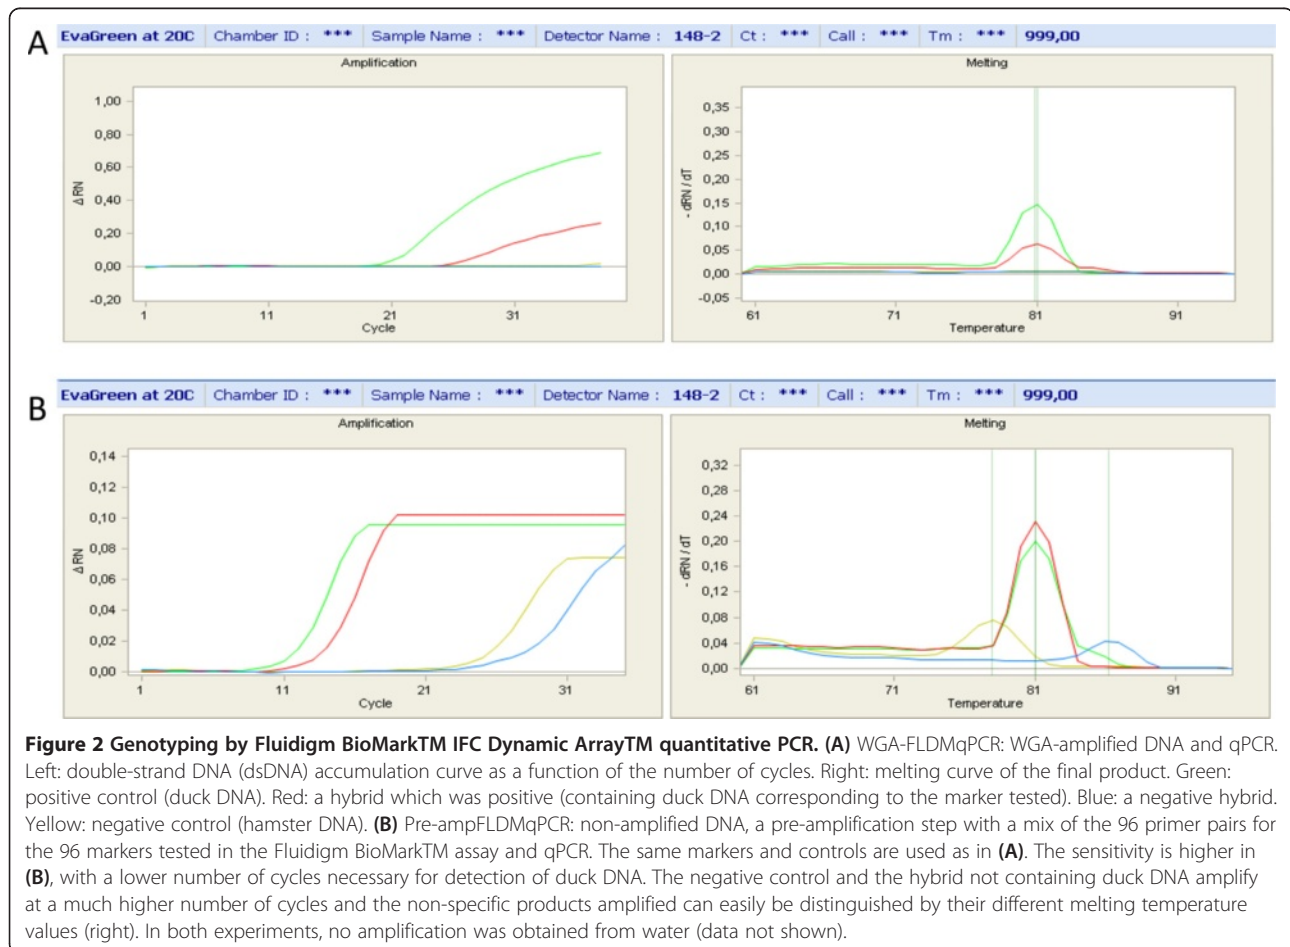 A
EvaGreen at 20C Chamber ID : *** Sample Name : *** Detector Name : 148-2 Ct : *** Call : *** Tm : *** 999,00
Amplification
1,00
0,80
0,60
0,40
0,20
0,00
-0,20
ΔRN
1 11 21 31
Cycle
Melting
0,35
0,30
0,25
0,20
0,15
0,10
0,05
0,00
-0,05
- dRN / dT
61 71 81 91
Temperature
B
EvaGreen at 20C Chamber ID : *** Sample Name : *** Detector Name : 148-2 Ct : *** Call : *** Tm : *** 999,00
Amplification
0,14
0,12
0,10
0,08
0,06
0,04
0,02
0,00
ΔRN
1 11 21 31
Cycle
Melting
0,32
0,28
0,24
0,20
0,16
0,12
0,08
0,04
0,00
- dRN / dT
61 71 81 91
Temperature
Figure 2 Genotyping by Fluidigm BioMarkTM IFC Dynamic ArrayTM quantitative PCR. (A) WGA-FLDMqPCR: WGA-amplified DNA and qPCR.
Left: double-strand DNA (dsDNA) accumulation curve as a function of the number of cycles. Right: melting curve of the final product. Green:
positive control (duck DNA). Red: a hybrid which was positive (containing duck DNA corresponding to the marker tested). Blue: a negative hybrid.
Yellow: negative control (hamster DNA). (B) Pre-ampFLDMqPCR: non-amplified DNA, a pre-amplification step with a mix of the 96 primer pairs for
the 96 markers tested in the Fluidigm BioMarkTM assay and qPCR. The same markers and controls are used as in (A). The sensitivity is higher in
(B), with a lower number of cycles necessary for detection of duck DNA. The negative control and the hybrid not containing duck DNA amplify
at a much higher number of cycles and the non-specific products amplified can easily be distinguished by their different melting temperature
values (right). In both experiments, no amplification was obtained from water (data not shown).